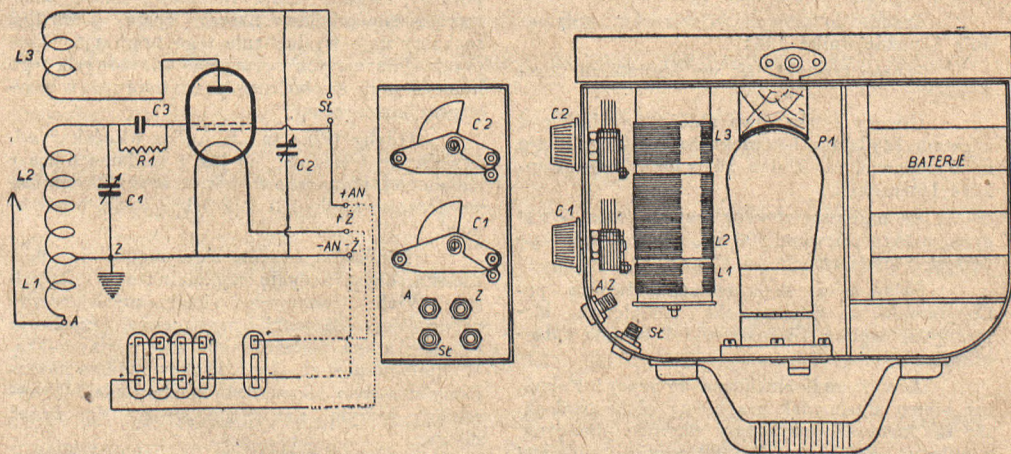 L3
C3
R1
L2
C1
L1
Z
A
St
C2
+AN
+Ż
-AN -Ż
+
-
+
-
C2
C1
A
Z
St
C2
C1
A Z
St
L3
L2
L1
P1
BATERJE